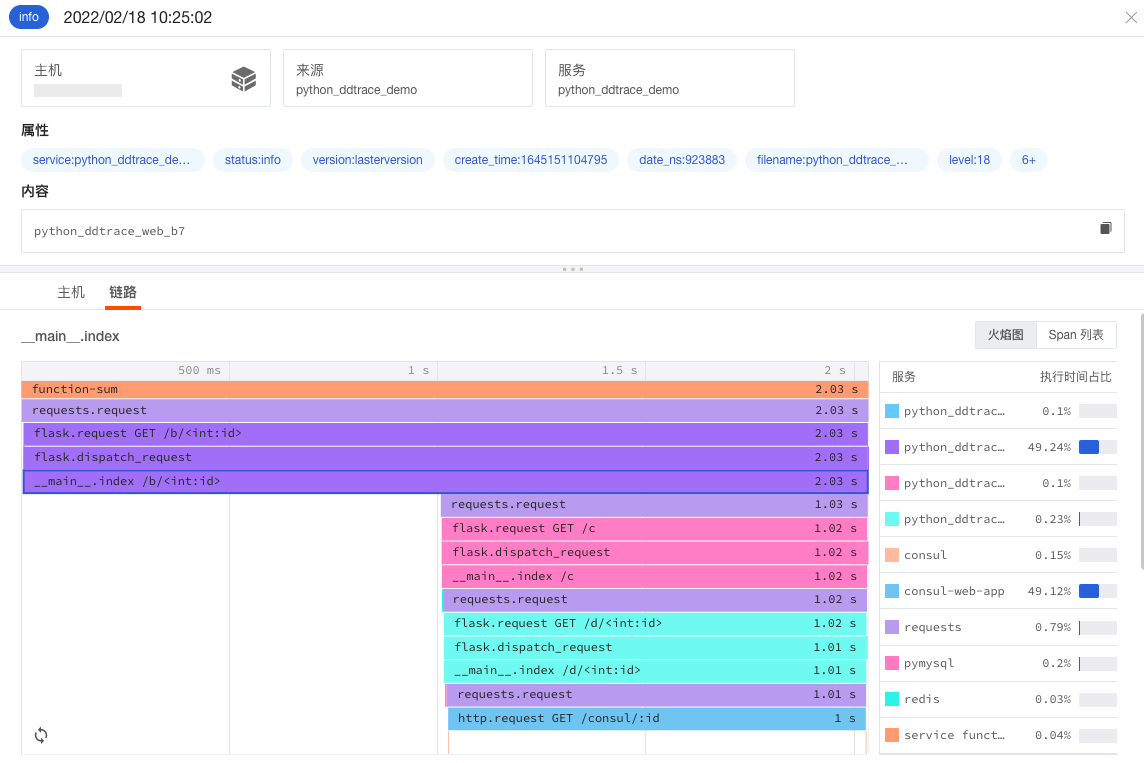 info 2022/02/18 10:25:02
主机
来源
python_ddtrace_demo
服务
python_ddtrace_demo
属性
service:python_ddtrace_de… status:info version:lasterversion create_time:1645151104795 date_ns:923883 filename:python_ddtrace_… level:18 6+
内容
python_ddtrace_web_b7
主机 链路
__main__.index
火焰图 Span 列表
500 ms 1 s 1.5 s 2 s
function-sum 2.03 s
requests.request 2.03 s
flask.request GET /b/<int:id> 2.03 s
flask.dispatch_request 2.03 s
__main__.index /b/<int:id> 2.03 s
requests.request 1.03 s
flask.request GET /c 1.02 s
flask.dispatch_request 1.02 s
__main__.index /c 1.02 s
requests.request 1.02 s
flask.request GET /d/<int:id> 1.02 s
flask.dispatch_request 1.01 s
__main__.index /d/<int:id> 1.01 s
requests.request 1.01 s
http.request GET /consul/:id 1 s
服务 执行时间占比
python_ddtrac… 0.1%
python_ddtrac… 49.24%
python_ddtrac… 0.1%
python_ddtrac… 0.23%
consul 0.15%
consul-web-app 49.12%
requests 0.79%
pymysql 0.2%
redis 0.03%
service funct… 0.04%